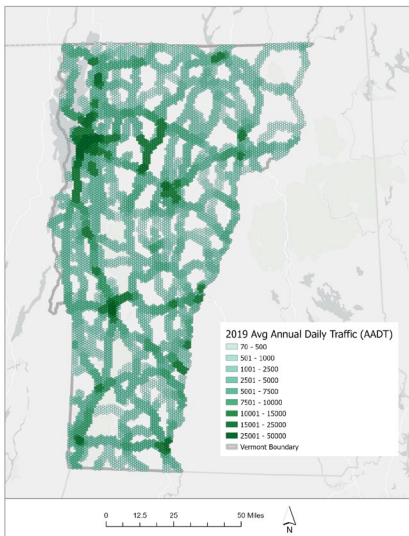 2019 Avg Annual Daily Traffic (AADT)
70 - 500
501 - 1000
1001 - 2500
2501 - 5000
5001 - 7500
7501 - 10000
10001 - 15000
15001 - 25000
25001 - 50000
Vermont Boundary
0 12.5 25 50 Miles
N